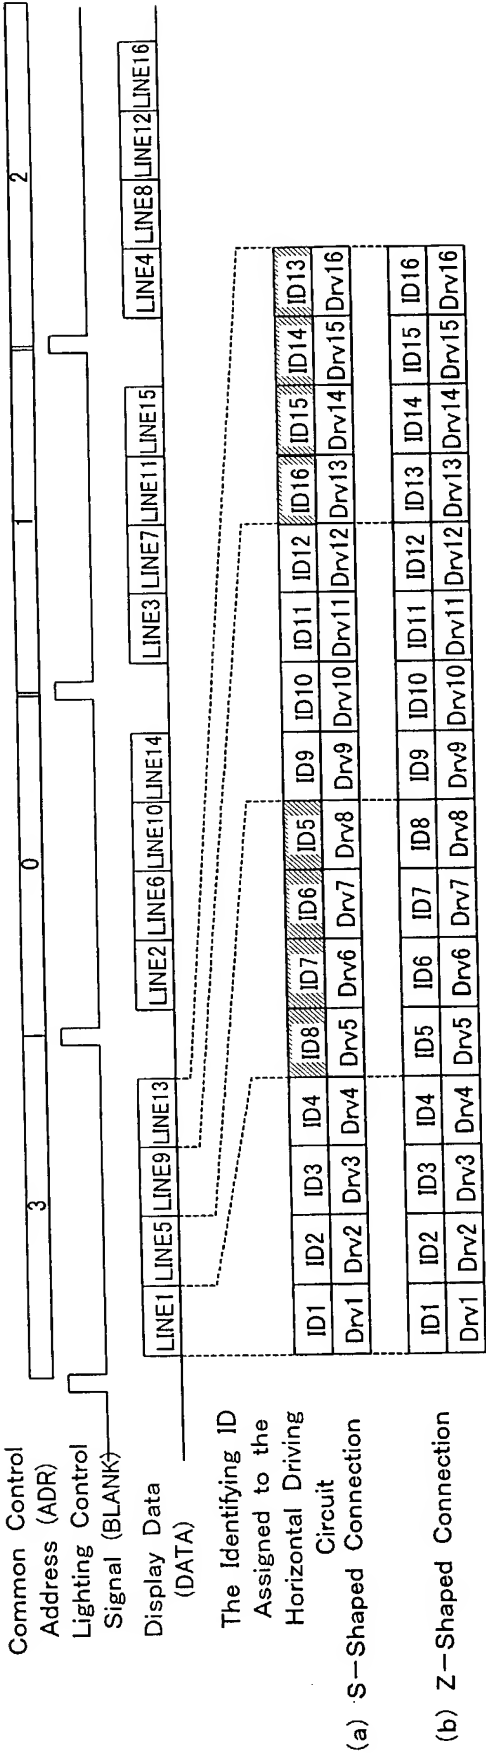 Common Control
Address (ADR)
3 0 1 2
Lighting Control
Signal (BLANK)
Display Data
(DATA)
LINE1 LINE5 LINE9 LINE13 LINE2 LINE6 LINE10 LINE14 LINE3 LINE7 LINE11 LINE15 LINE4 LINE8 LINE12 LINE16
The Identifying ID
Assigned to the
Horizontal Driving
Circuit
(a) S-Shaped Connection
ID1 ID2 ID3 ID4 ID8 ID7 ID6 ID5 ID9 ID10 ID11 ID12 ID16 ID15 ID14 ID13
Drv1 Drv2 Drv3 Drv4 Drv5 Drv6 Drv7 Drv8 Drv9 Drv10 Drv11 Drv12 Drv13 Drv14 Drv15 Drv16
(b) Z-Shaped Connection
ID1 ID2 ID3 ID4 ID5 ID6 ID7 ID8 ID9 ID10 ID11 ID12 ID13 ID14 ID15 ID16
Drv1 Drv2 Drv3 Drv4 Drv5 Drv6 Drv7 Drv8 Drv9 Drv10 Drv11 Drv12 Drv13 Drv14 Drv15 Drv16